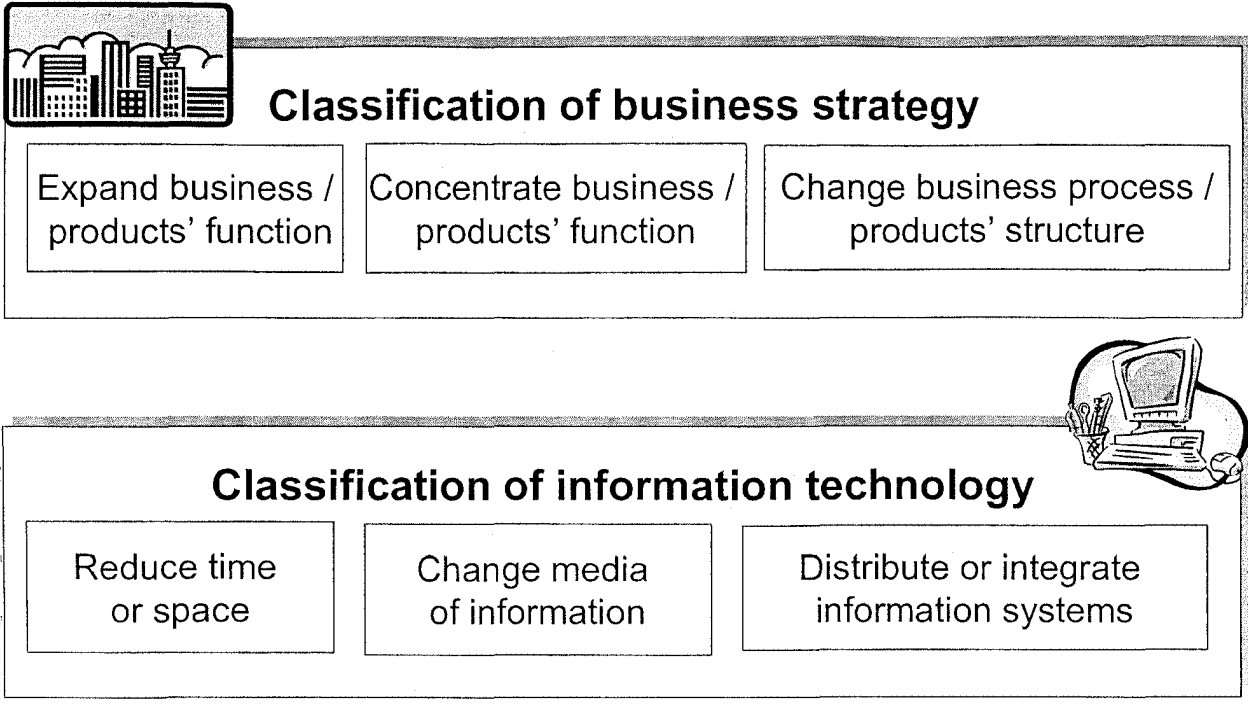 Classification of business strategy
Expand business /
products’ function
Concentrate business /
products’ function
Change business process /
products’ structure
Classification of information technology
Reduce time
or space
Change media
of information
Distribute or integrate
information systems